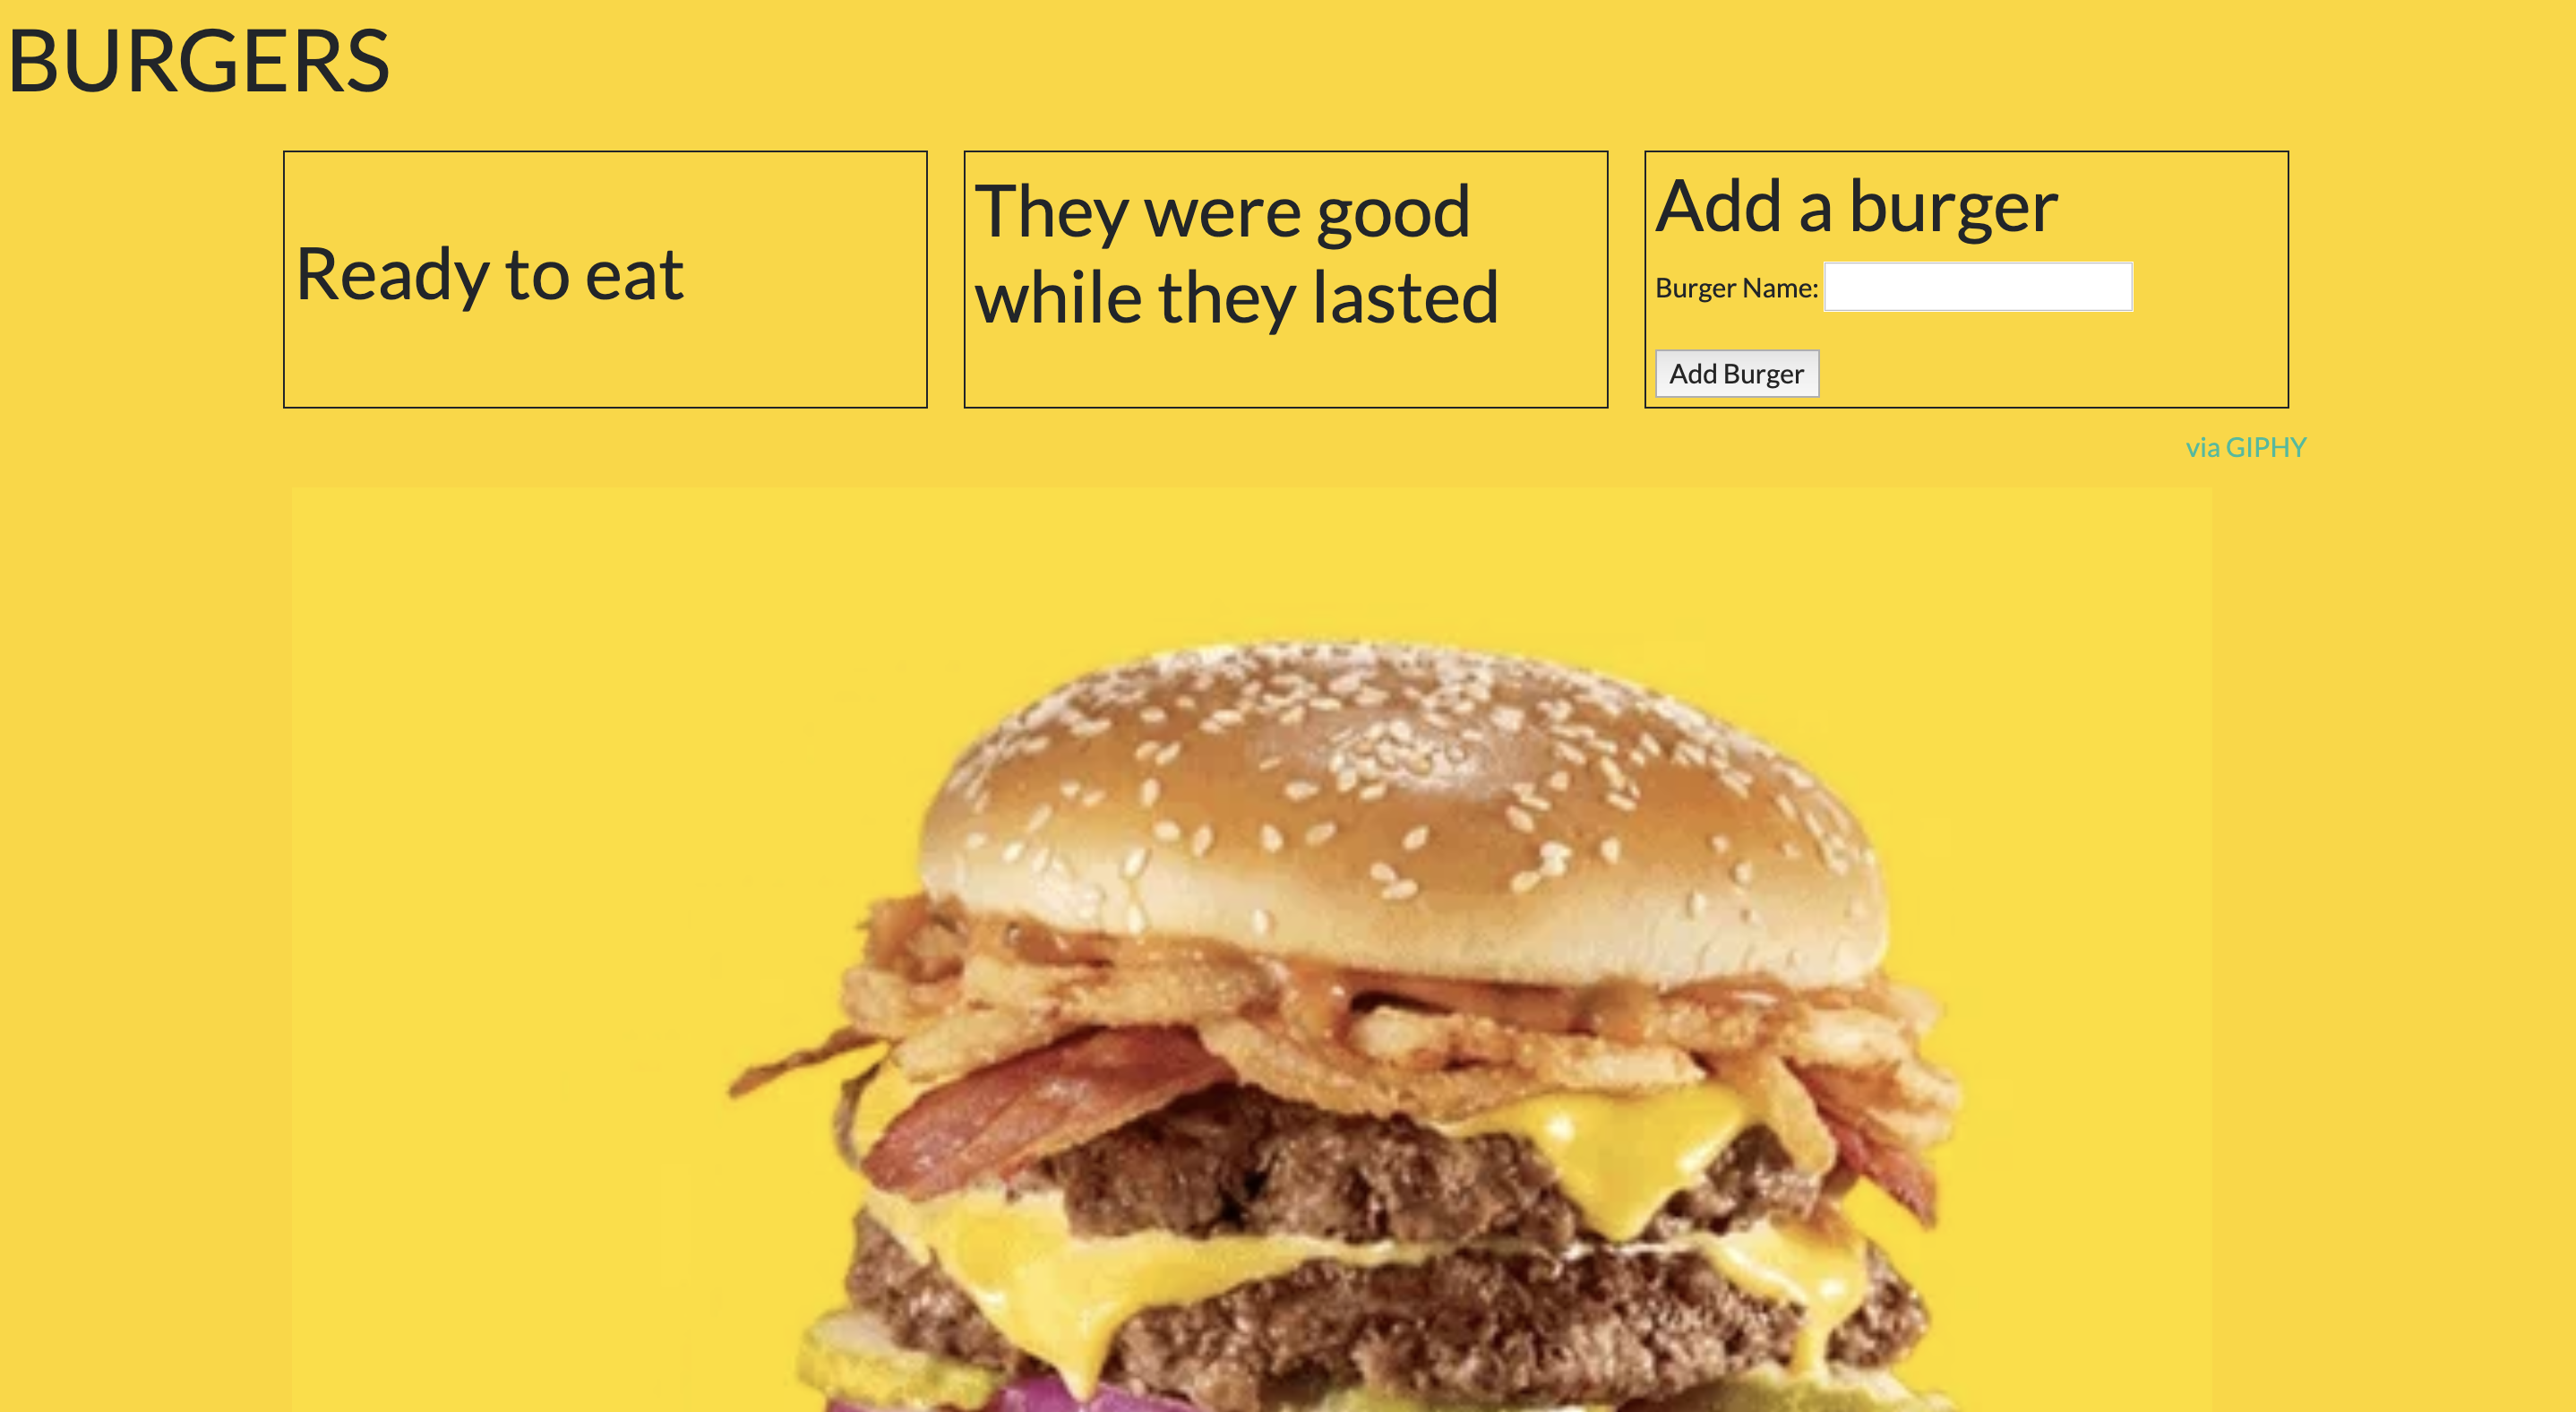 BURGERS
Ready to eat
They were good
while they lasted
Add a burger
Burger Name:
Add Burger
via GIPHY